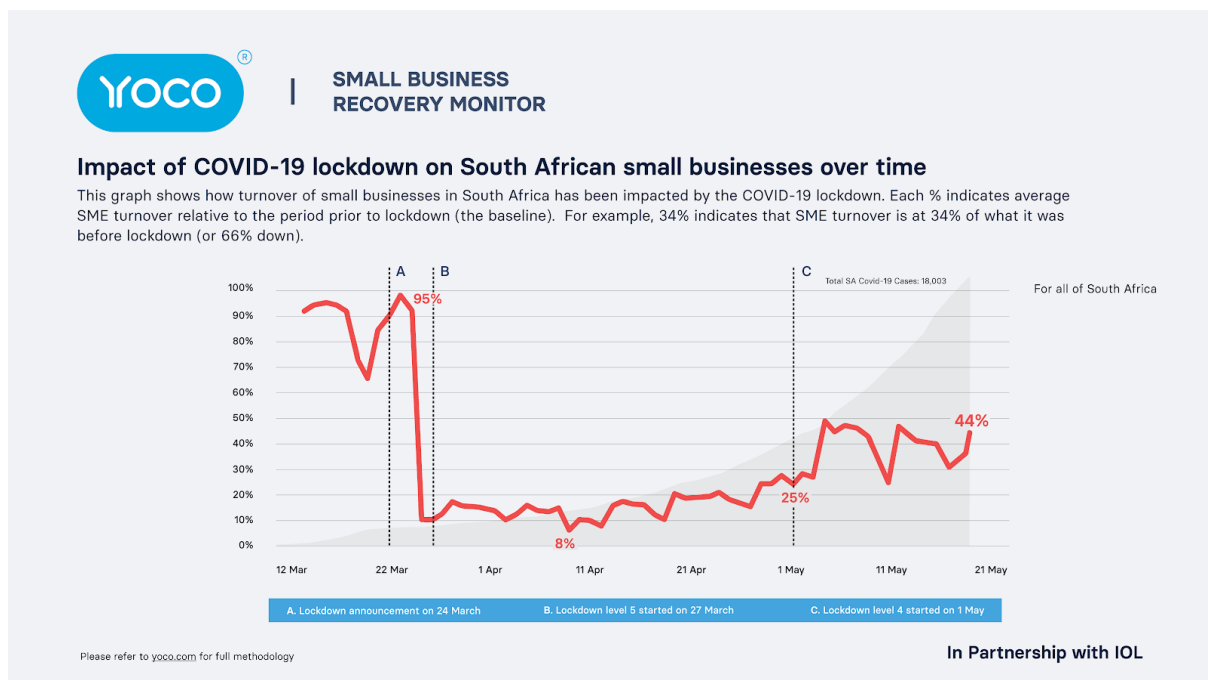 YOCO
®
|
SMALL BUSINESS
RECOVERY MONITOR
Impact of COVID-19 lockdown on South African small businesses over time
This graph shows how turnover of small businesses in South Africa has been impacted by the COVID-19 lockdown. Each % indicates average
SME turnover relative to the period prior to lockdown (the baseline).  For example, 34% indicates that SME turnover is at 34% of what it was
before lockdown (or 66% down).
A
B
C
Total SA Covid-19 Cases: 18,003
For all of South Africa
100%
90%
80%
70%
60%
50%
40%
30%
20%
10%
0%
95%
8%
25%
44%
12 Mar
22 Mar
1 Apr
11 Apr
21 Apr
1 May
11 May
21 May
A. Lockdown announcement on 24 March
B. Lockdown level 5 started on 27 March
C. Lockdown level 4 started on 1 May
Please refer to yoco.com for full methodology
In Partnership with IOL